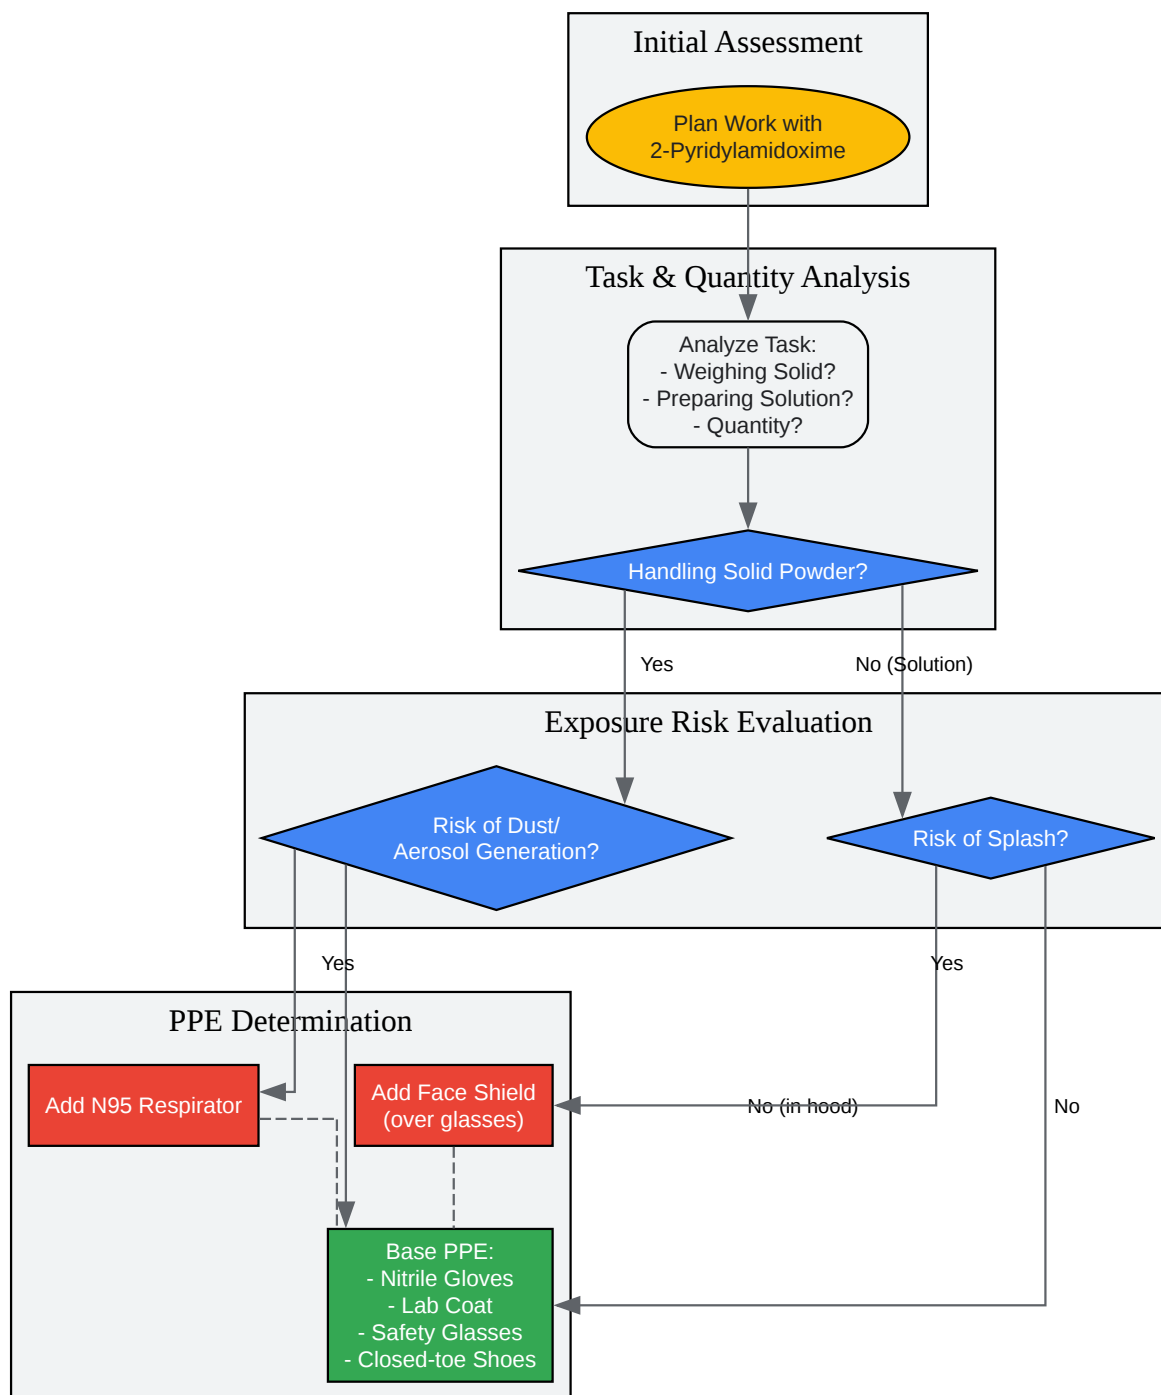 Initial Assessment
Plan Work with
2-Pyridylamidoxime
Task & Quantity Analysis
Analyze Task:
- Weighing Solid?
- Preparing Solution?
- Quantity?
Handling Solid Powder?
Yes
No (Solution)
Exposure Risk Evaluation
Risk of Dust/
Aerosol Generation?
Risk of Splash?
Yes
Yes
PPE Determination
Add N95 Respirator
Add Face Shield
(over glasses)
No (in hood)
No
Base PPE:
- Nitrile Gloves
- Lab Coat
- Safety Glasses
- Closed-toe Shoes